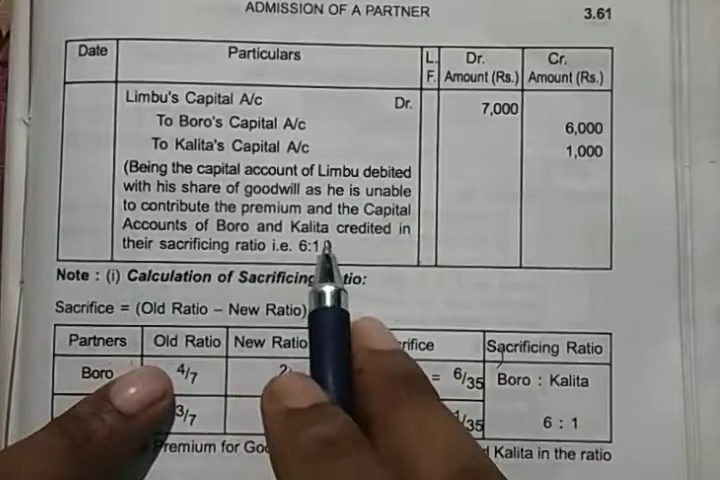 ADMISSION OF A PARTNER 3.61
Date Particulars L. F. Dr. Amount (Rs.) Cr. Amount (Rs.)
Limbu's Capital A/c Dr. 7,000
To Boro's Capital A/c 6,000
To Kalita's Capital A/c 1,000
(Being the capital account of Limbu debited
with his share of goodwill as he is unable
to contribute the premium and the Capital
Accounts of Boro and Kalita credited in
their sacrificing ratio i.e. 6:1
Note : (i) Calculation of Sacrificing
Sacrifice = (Old Ratio – New Ratio)
Partners Old Ratio New Ratio Sacrificing Ratio
Boro 4/7 = 6/35 Boro : Kalita
3/7 /35 6 : 1
Premium for Kalita in the ratio